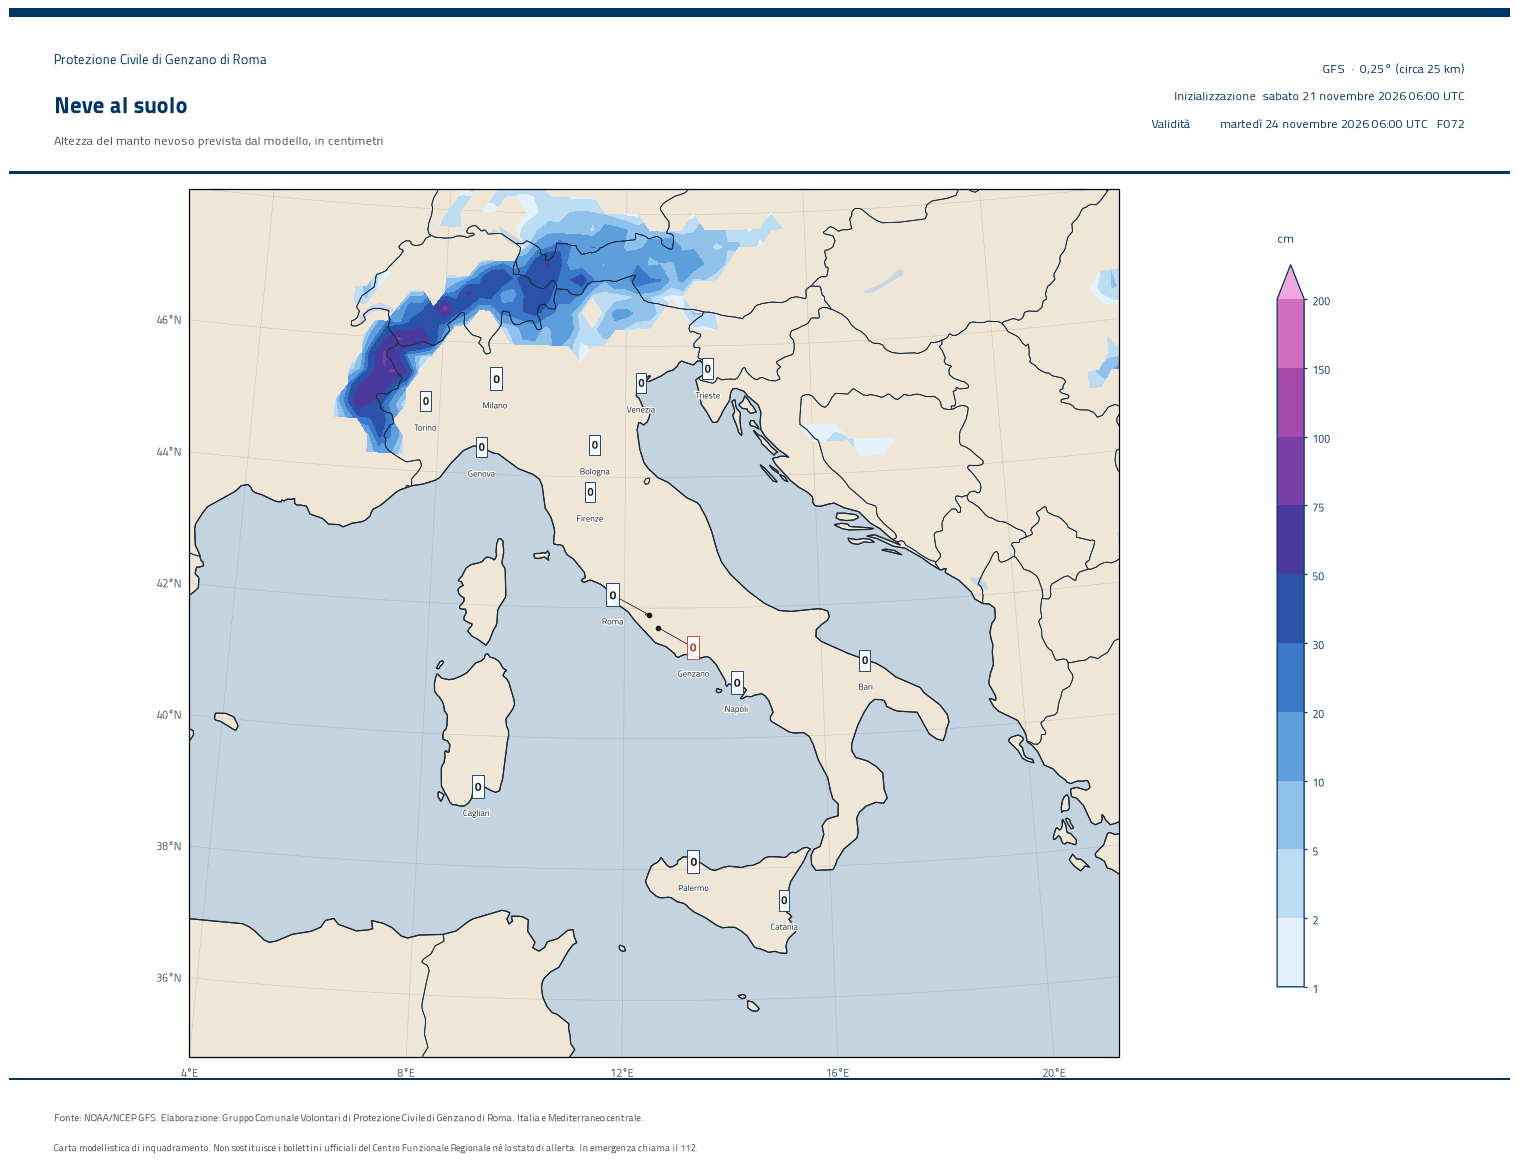 Protezione Civile di Genzano di Roma
Neve al suolo
Altezza del manto nevoso prevista dal modello, in centimetri
GFS · 0,25° (circa 25 km)
Inizializzazione sabato 21 novembre 2026 06:00 UTC
Validità martedì 24 novembre 2026 06:00 UTC F072
cm
200
150
100
75
50
30
20
10
5
2
1
46°N
44°N
42°N
40°N
38°N
36°N
4°E
8°E
12°E
16°E
20°E
0
Milano
0
Torino
0
Venezia
0
Trieste
0
Genova
0
Bologna
0
Firenze
0
Roma
0
Genzano
0
Napoli
0
Bari
0
Cagliari
0
Palermo
0
Catania
Fonte: NOAA/NCEP GFS. Elaborazione: Gruppo Comunale Volontari di Protezione Civile di Genzano di Roma. Italia e Mediterraneo centrale.
Carta modellistica di inquadramento. Non sostituisce i bollettini ufficiali del Centro Funzionale Regionale né lo stato di allerta. In emergenza chiama il 112.